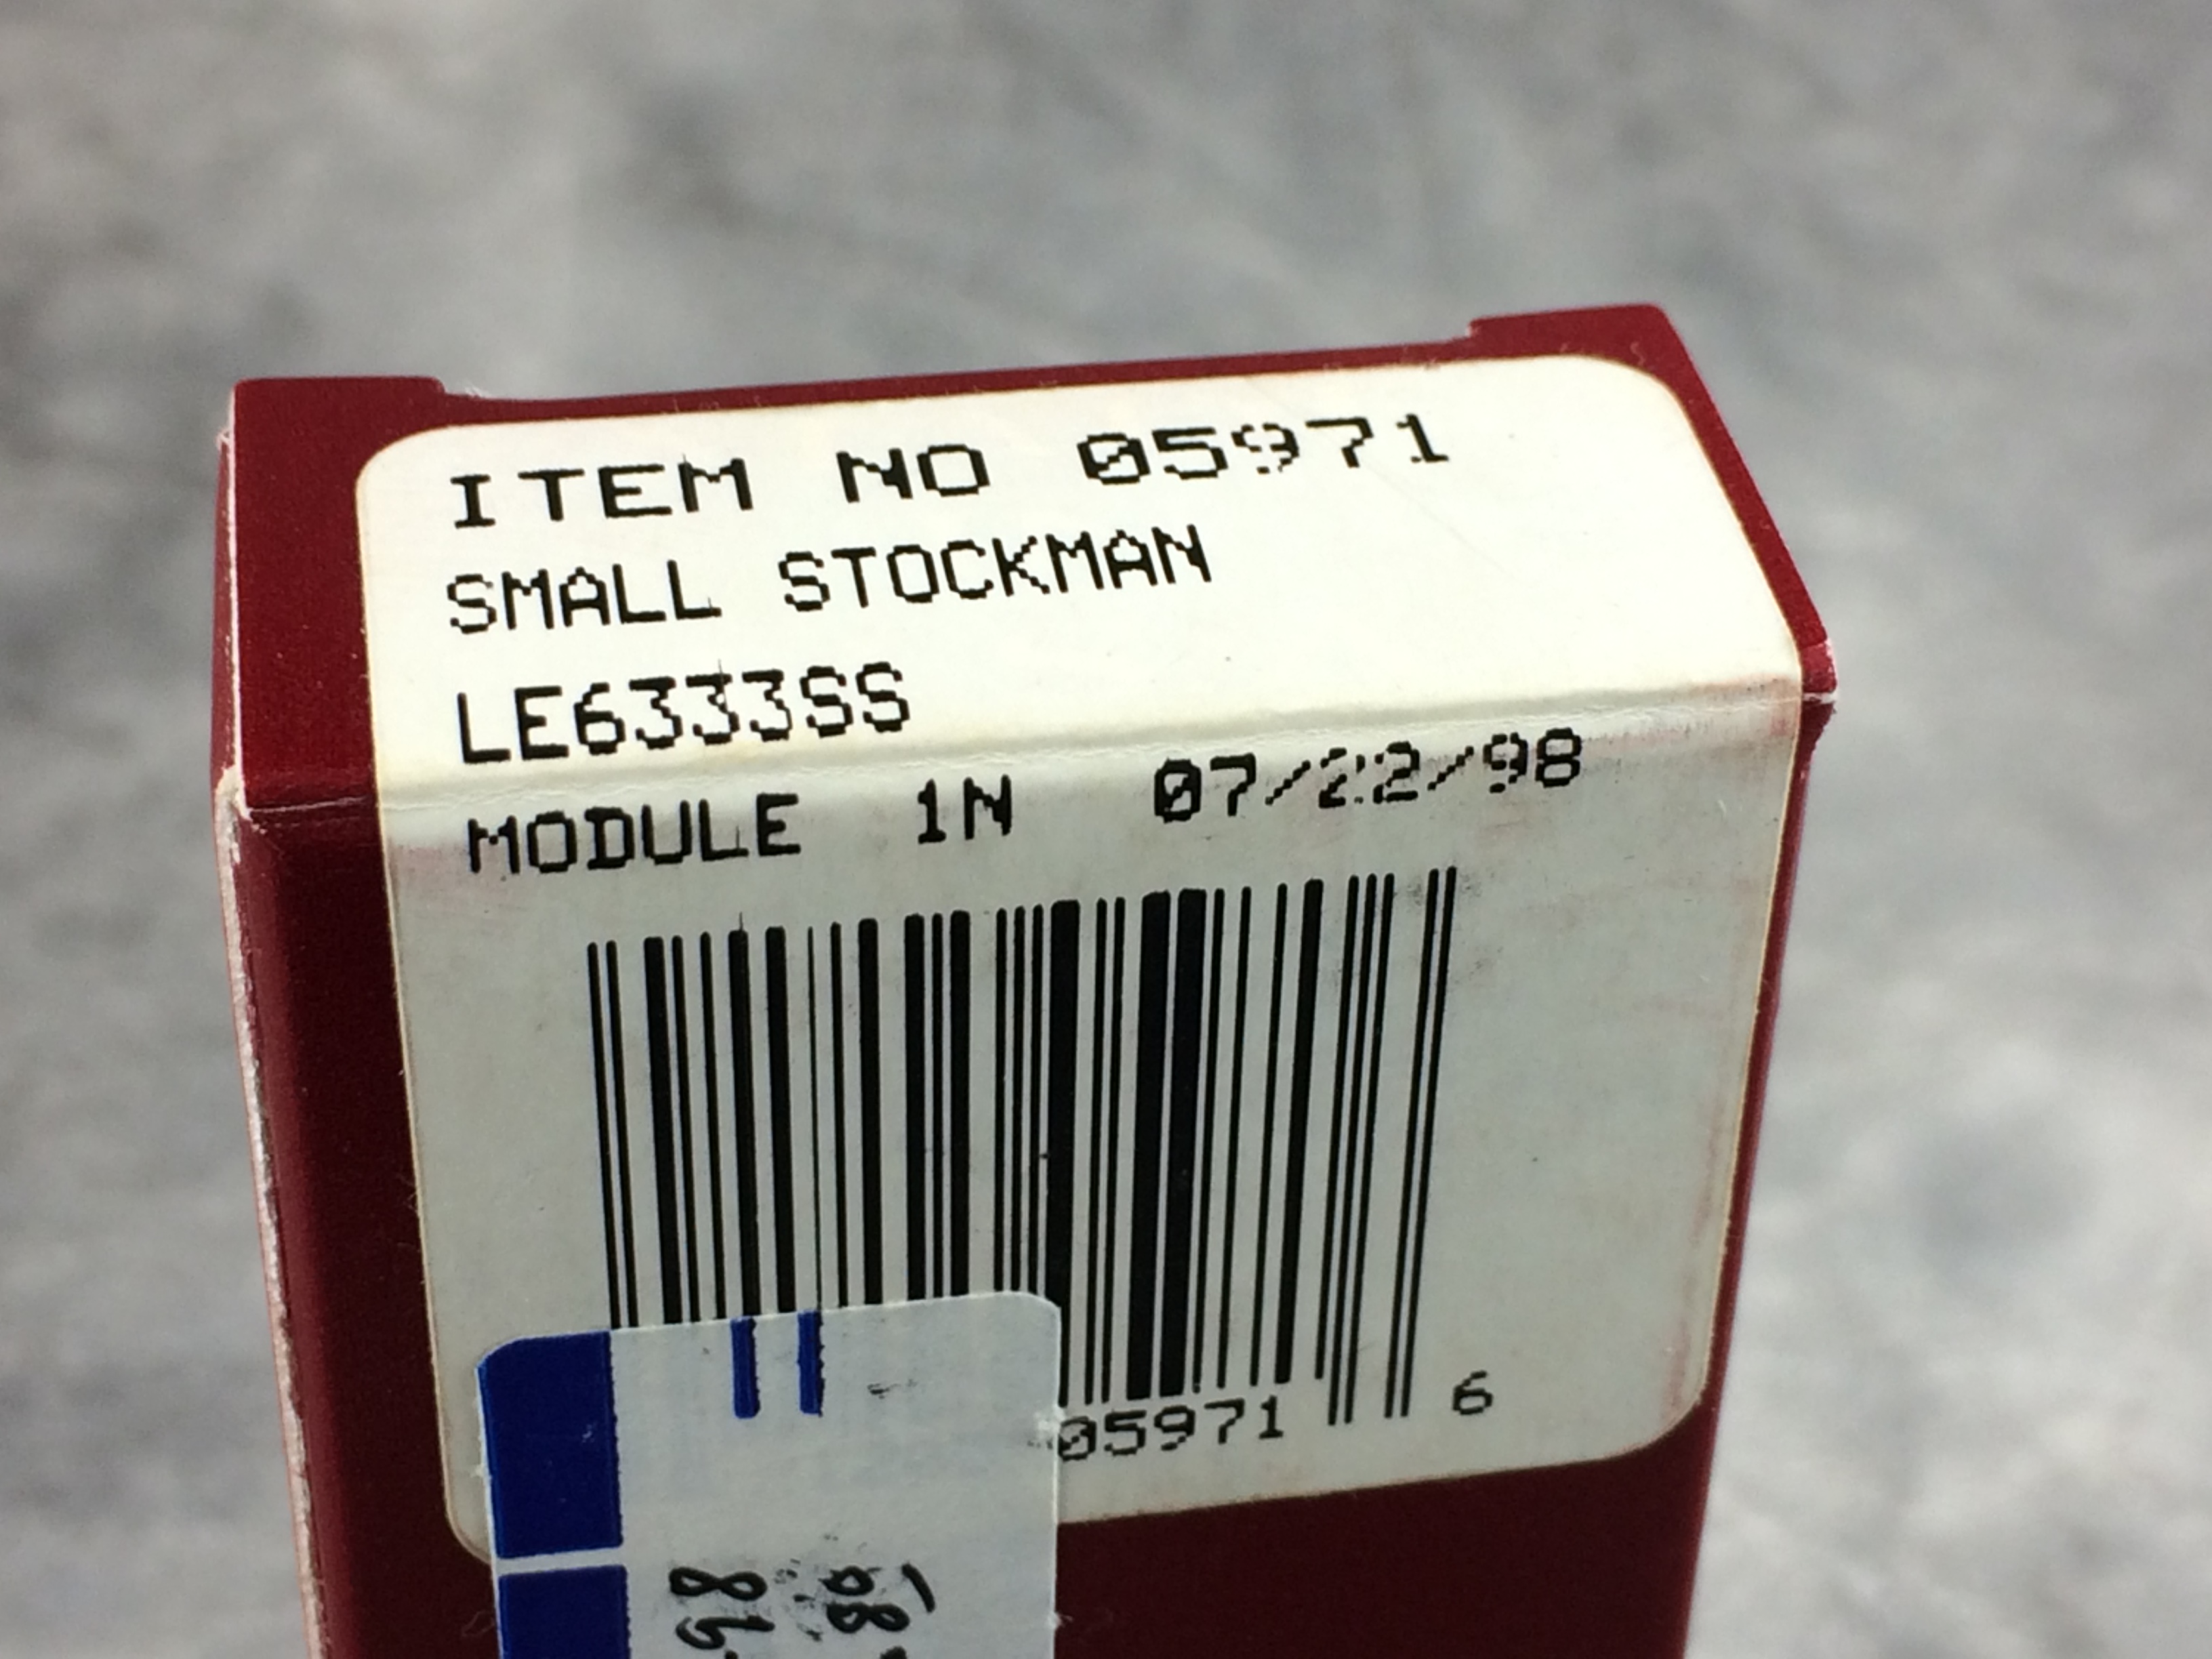 ITEM NO 05971
SMALL STOCKMAN
LE6333SS
MODULE 1N 07/22/98
05971 6